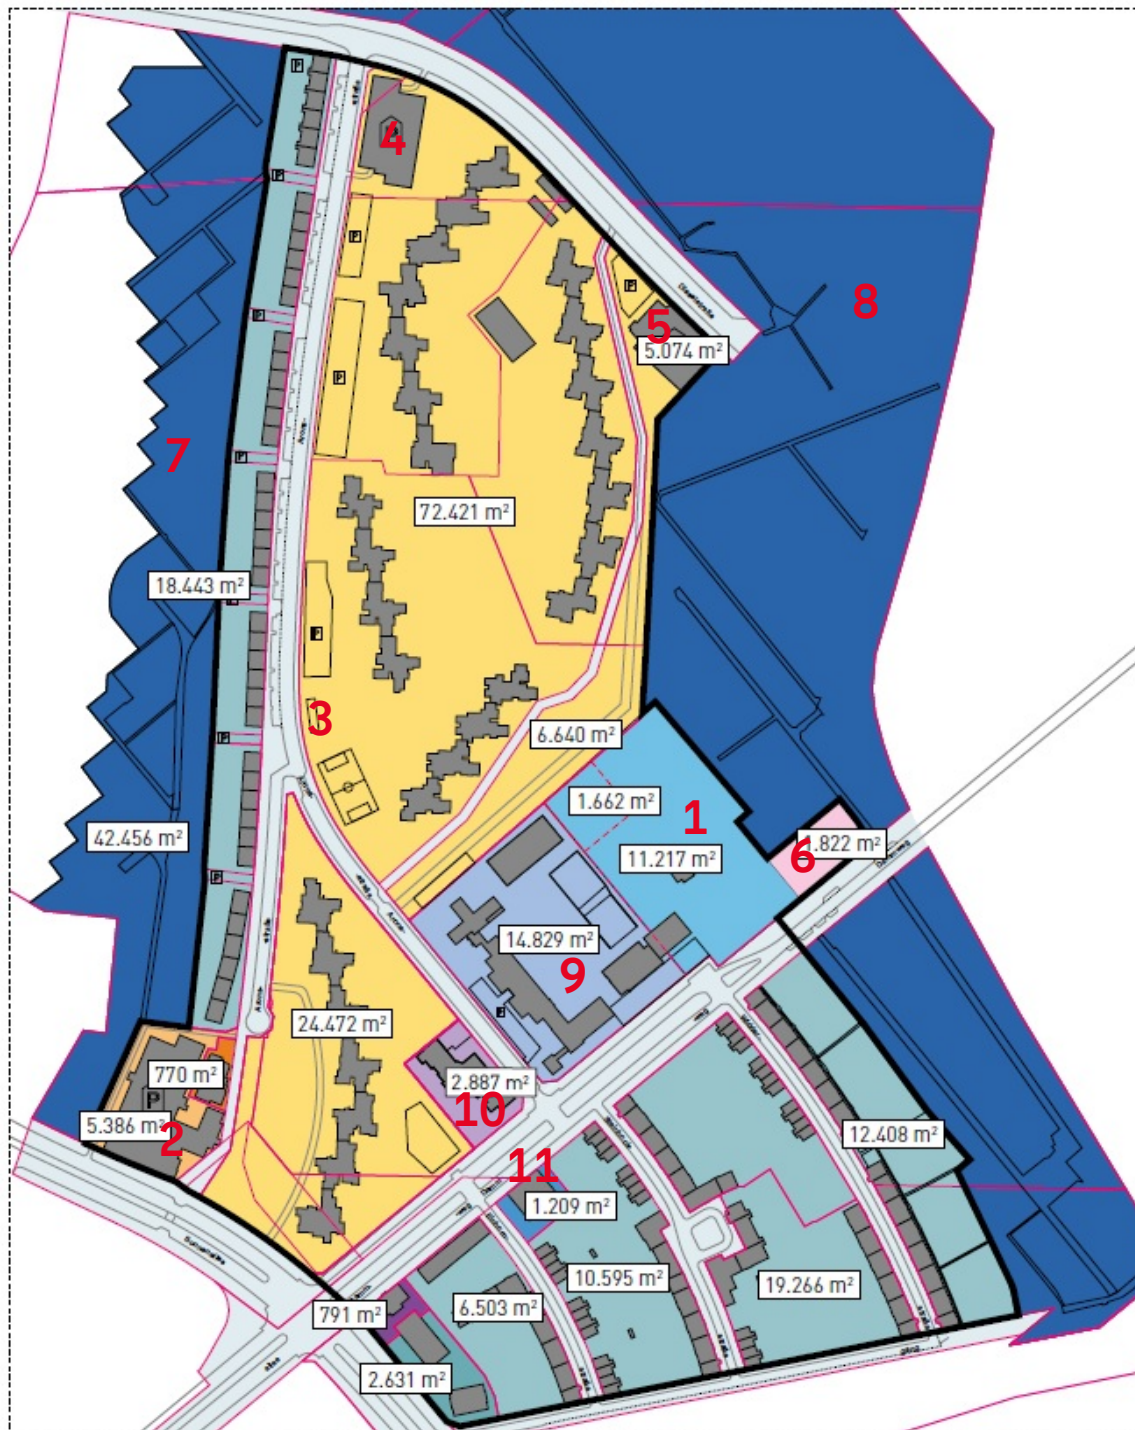 P
4
P
P
8
P
5
5.074 m²
P
P
7
72.421 m²
18.443 m²
P
3
P
6.640 m²
1.662 m²
1
42.456 m²
11.217 m²
6
1.822 m²
P
14.829 m²
9
P
24.472 m²
770 m²
2.887 m²
P
10
5.386 m²
2
12.408 m²
11
1.209 m²
10.595 m²
19.266 m²
791 m²
6.503 m²
2.631 m²